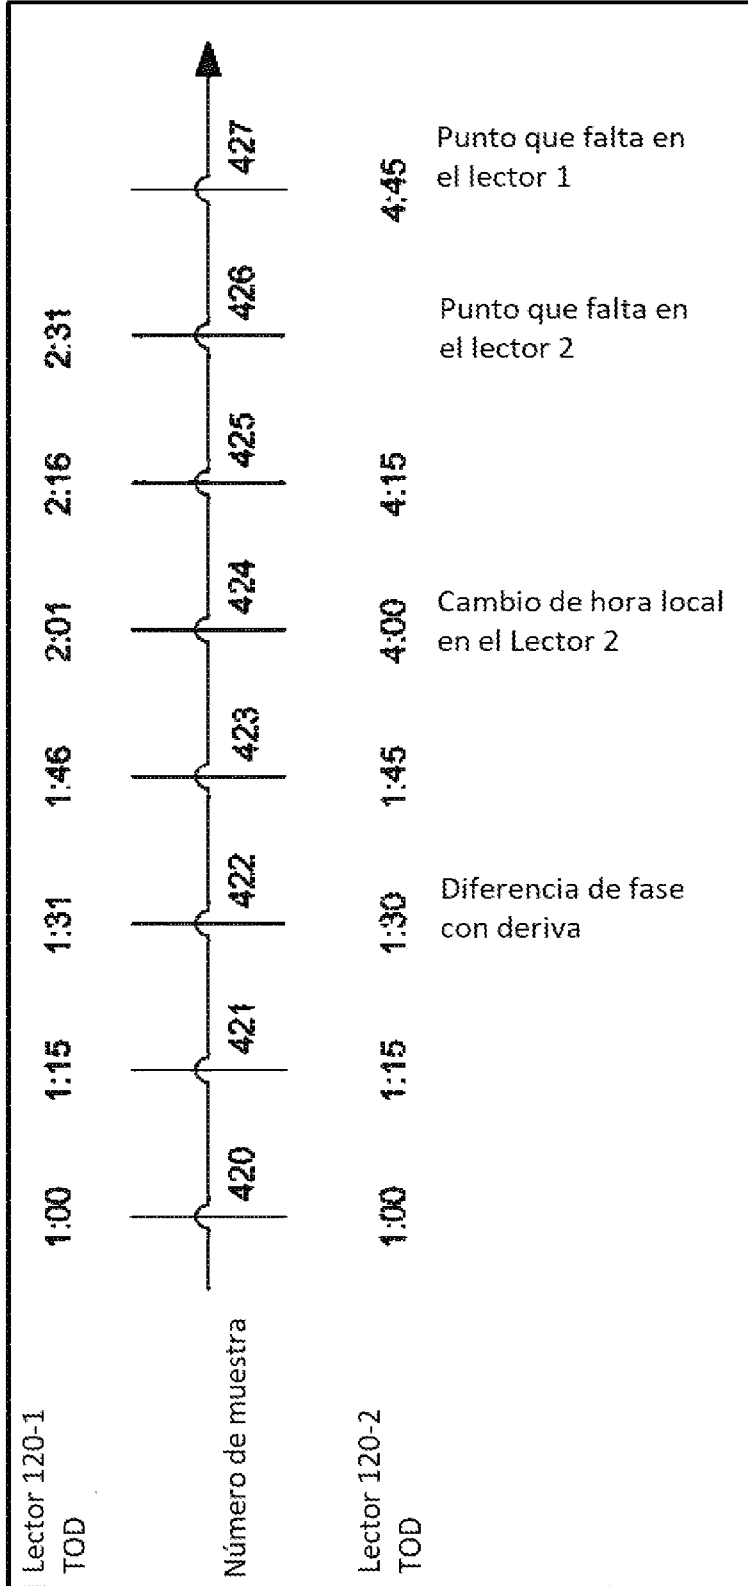 Lector 120-1
TOD
1:00
1:15
1:31
1:46
2:01
2:16
2:31
Número de muestra
420
421
422
423
424
425
426
427
Lector 120-2
TOD
1:00
1:15
1:30
1:45
4:00
4:15
4:45
Diferencia de fase
con deriva
Cambio de hora local
en el Lector 2
Punto que falta en
el lector 2
Punto que falta en
el lector 1